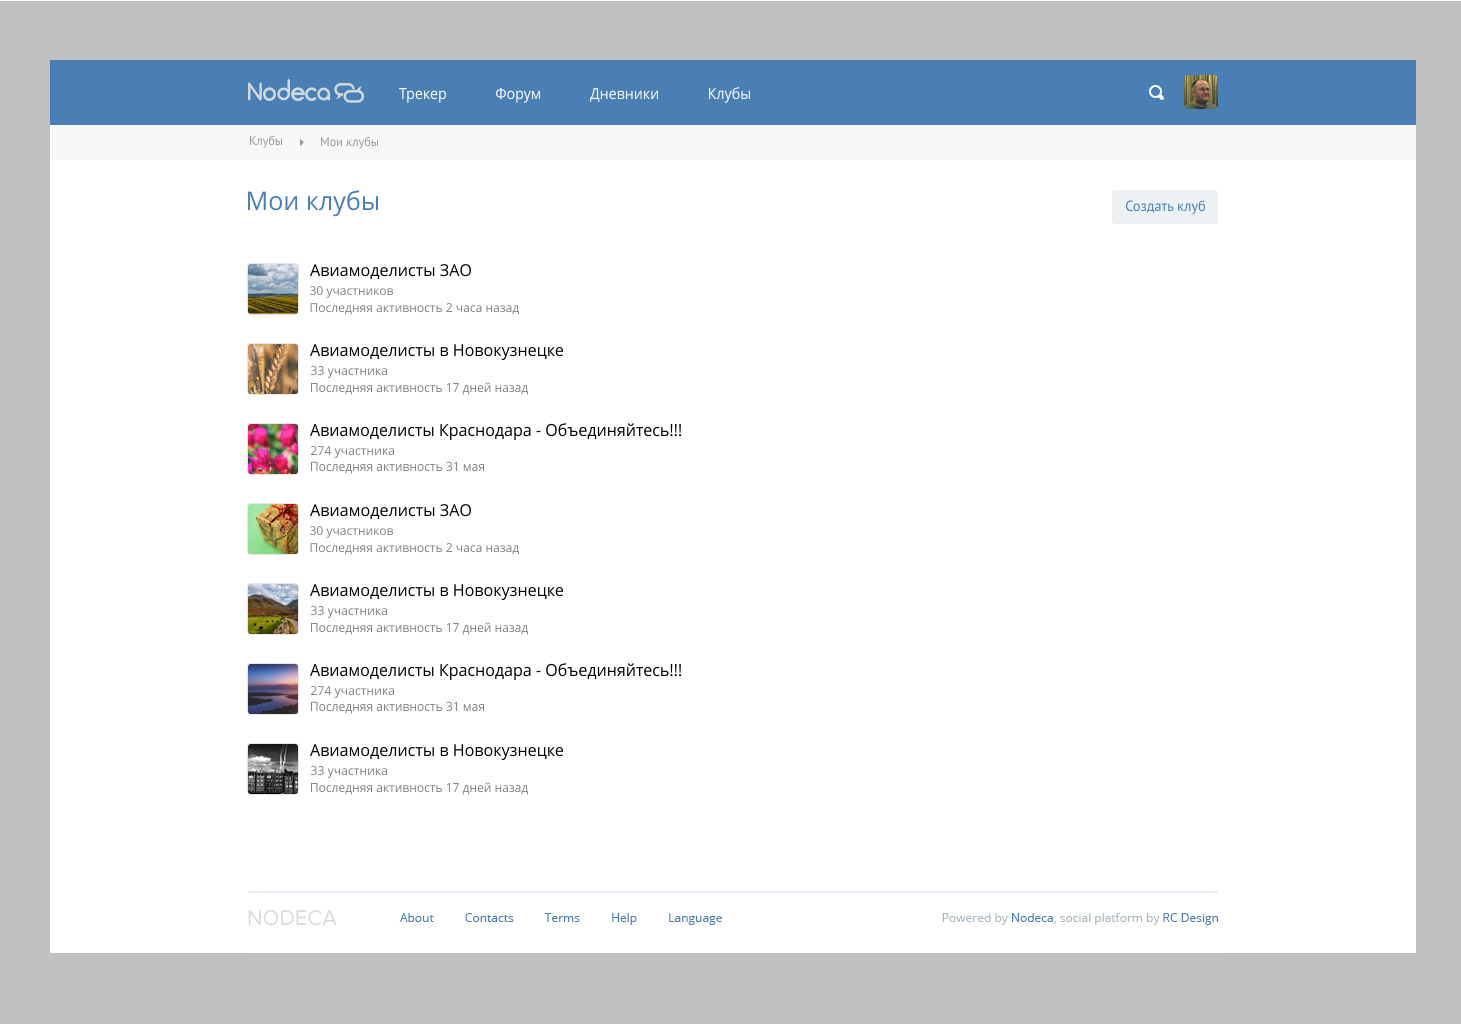 Nodeca Трекер Форум Дневники Клубы
Клубы Мои клубы
Мои клубы
Создать клуб
Авиамоделисты ЗАО
30 участников
Последняя активность 2 часа назад
Авиамоделисты в Новокузнецке
33 участника
Последняя активность 17 дней назад
Авиамоделисты Краснодара - Объединяйтесь!!!
274 участника
Последняя активность 31 мая
Авиамоделисты ЗАО
30 участников
Последняя активность 2 часа назад
Авиамоделисты в Новокузнецке
33 участника
Последняя активность 17 дней назад
Авиамоделисты Краснодара - Объединяйтесь!!!
274 участника
Последняя активность 31 мая
Авиамоделисты в Новокузнецке
33 участника
Последняя активность 17 дней назад
NODECA About Contacts Terms Help Language Powered by Nodeca, social platform by RC Design